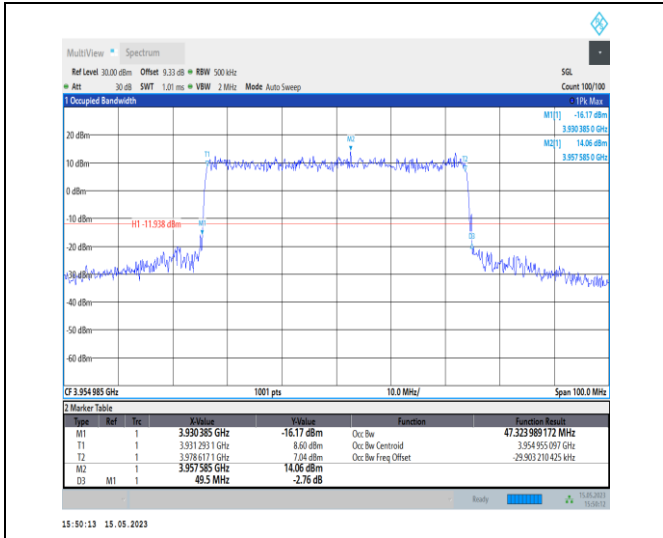 MultiView Spectrum
Ref Level 30.00 dBm Offset 9.33 dB RBW 500 kHz SGL
Att 30 dB SWT 1.01 ms VBW 2 MHz Mode Auto Sweep Count 100/100
1 Occupied Bandwidth 1Pk Max
M1[1] -16.17 dBm
3.930 385 0 GHz
M2[1] 14.06 dBm
3.957 585 0 GHz
20 dBm
M2
T1
T2
10 dBm
0 dBm
-10 dBm
H1 -11.938 dBm
M1
D3
-20 dBm
-30 dBm
-40 dBm
-50 dBm
-60 dBm
CF 3.954 985 GHz 1001 pts 10.0 MHz/ Span 100.0 MHz
2 Marker Table
Type Ref Trc X-Value Y-Value Function Function Result
M1 1 3.930 385 GHz -16.17 dBm Occ Bw 47.323 989 172 MHz
T1 1 3.931 293 1 GHz 8.60 dBm Occ Bw Centroid 3.954 955 097 GHz
T2 1 3.978 617 1 GHz 7.04 dBm Occ Bw Freq Offset -29.903 210 425 kHz
M2 1 3.957 585 GHz 14.06 dBm
D3 M1 1 49.5 MHz -2.76 dB
Ready 15.05.2023
15:50:12
15:50:13 15.05.2023